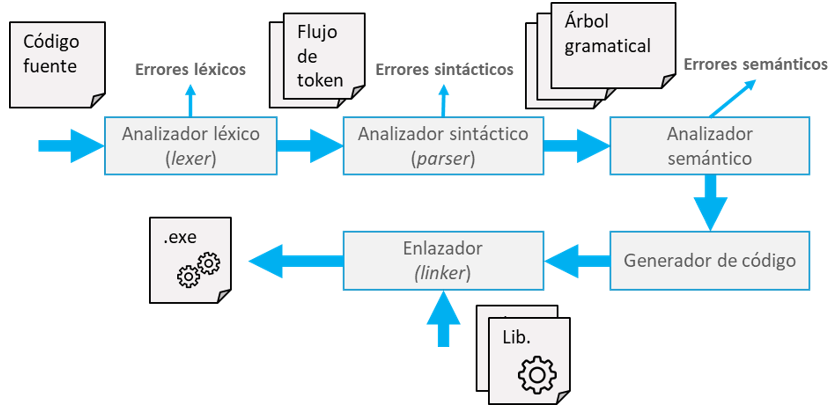 Código
fuente
Errores léxicos
Flujo
de
token
Errores sintácticos
Árbol
gramatical
Errores semánticos
Analizador léxico
(lexer)
Analizador sintáctico
(parser)
Analizador
semántico
.exe
Enlazador
(linker)
Generador de código
Lib.